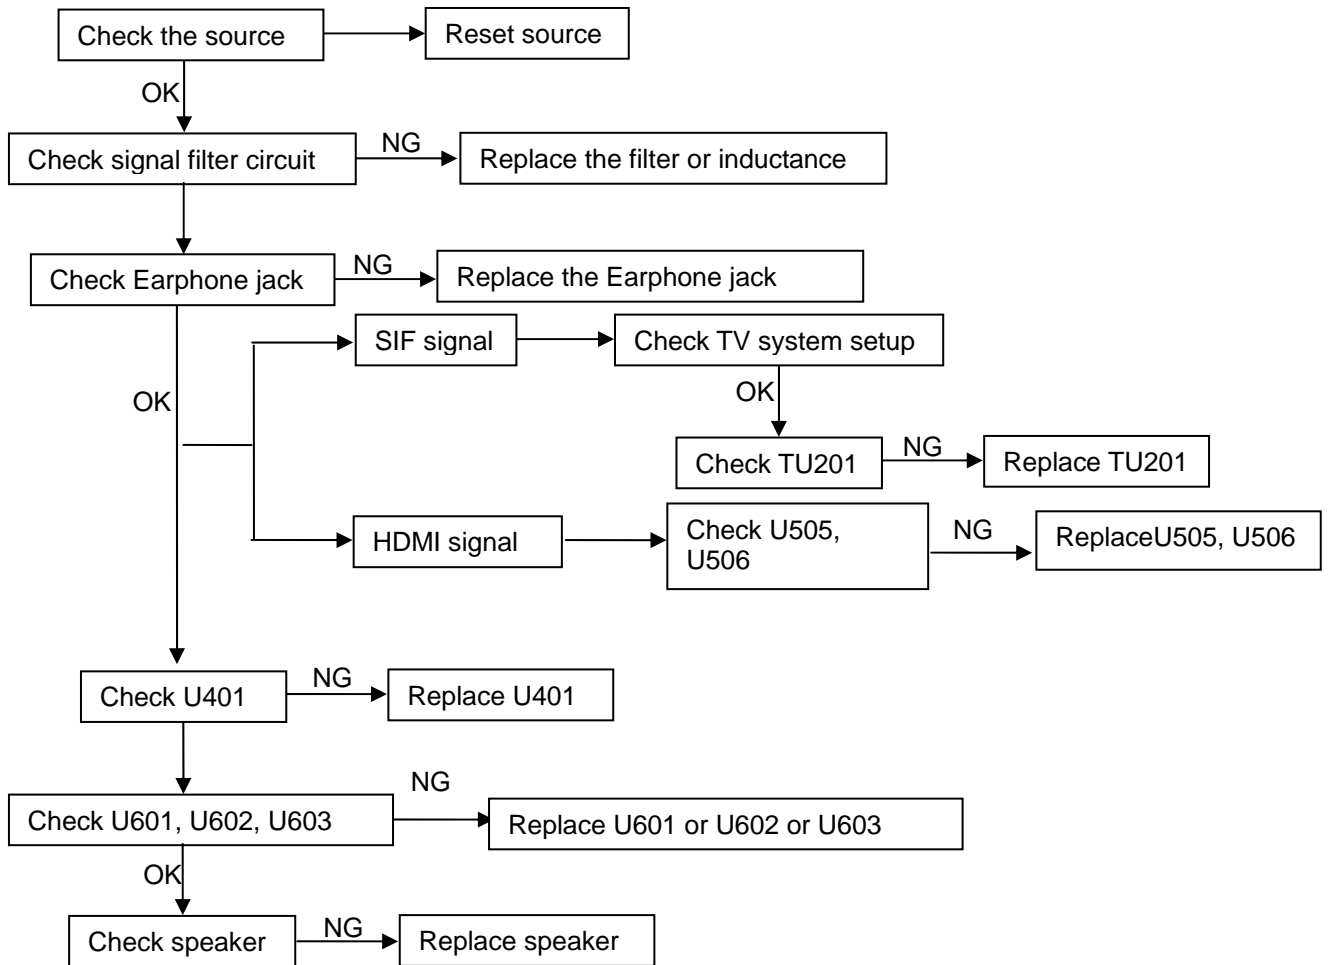 Check the source
Reset source
OK
Check signal filter circuit
NG
Replace the filter or inductance
Check Earphone jack
NG
Replace the Earphone jack
SIF signal
Check TV system setup
OK
OK
Check TU201
NG
Replace TU201
HDMI signal
Check U505,
U506
NG
ReplaceU505, U506
Check U401
NG
Replace U401
Check U601, U602, U603
NG
Replace U601 or U602 or U603
OK
Check speaker
NG
Replace speaker